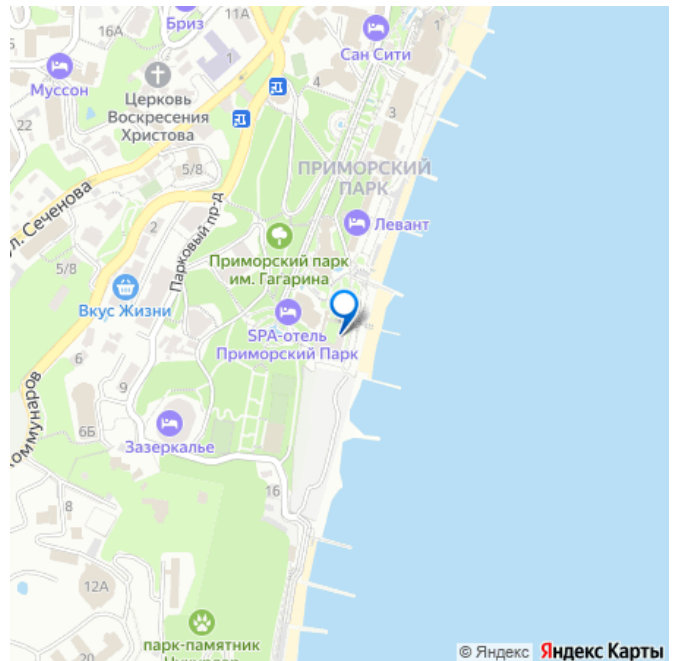 16А
Бриз
11А
Сан Сити
1
1
Муссон
4
3
Церковь
Воскресения
Христова
22
5/8
ПРИМОРСКИЙ
ПАРК
ул. Сеченова
Парковый пр-д
2
Левант
Приморский парк
им. Гагарина
5/8
Вкус Жизни
SPA-отель
Приморский Парк
6
9
Коммунаров
6Б
Зазеркалье
16
8
12А
20
парк-памятник
© Яндекс Яндекс Карты